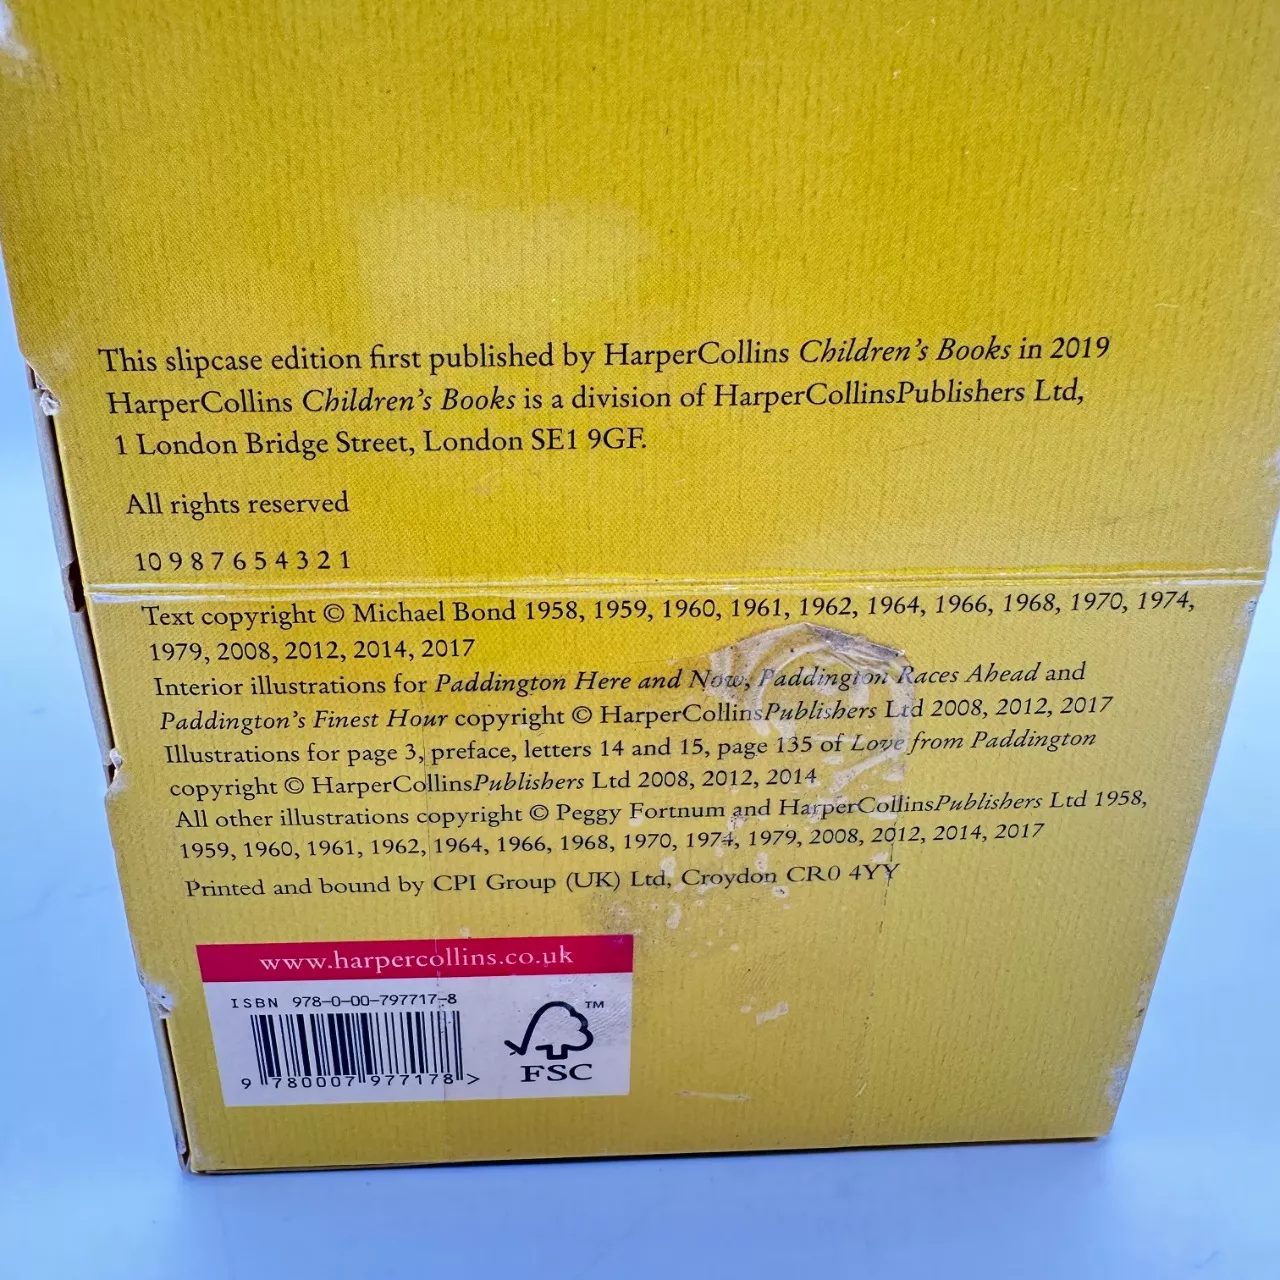 This slipcase edition first published by HarperCollins Children's Books in 2019
HarperCollins Children's Books is a division of HarperCollinsPublishers Ltd,
1 London Bridge Street, London SE1 9GF.
All rights reserved
10 9 8 7 6 5 4 3 2 1
Text copyright © Michael Bond 1958, 1959, 1960, 1961, 1962, 1964, 1966, 1968, 1970, 1974,
1979, 2008, 2012, 2014, 2017
Interior illustrations for Paddington Here and Now, Paddington Races Ahead and
Paddington's Finest Hour copyright © HarperCollinsPublishers Ltd 2008, 2012, 2017
Illustrations for page 3, preface, letters 14 and 15, page 135 of Love from Paddington
copyright © HarperCollinsPublishers Ltd 2008, 2012, 2014
All other illustrations copyright © Peggy Fortnum and HarperCollinsPublishers Ltd 1958,
1959, 1960, 1961, 1962, 1964, 1966, 1968, 1970, 1974, 1979, 2008, 2012, 2014, 2017
Printed and bound by CPI Group (UK) Ltd, Croydon CR0 4YY
www.harpercollins.co.uk
ISBN 978-0-00-797717-8
9 780007 977178 >
TM
FSC